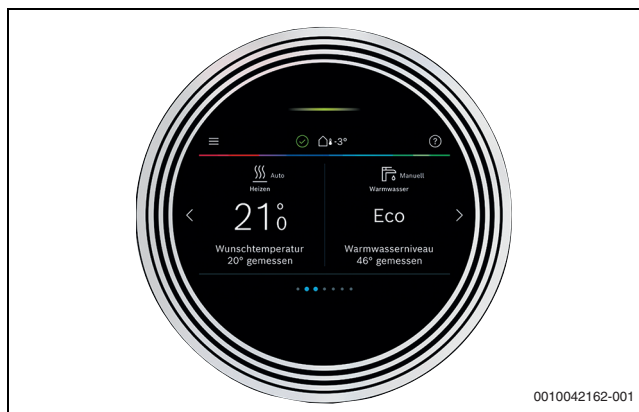 -3°
?
Auto
Manuell
Heizen
Warmwasser
21°0
Eco
Wunschtemperatur
20° gemessen
Warmwasserniveau
46° gemessen
0010042162-001